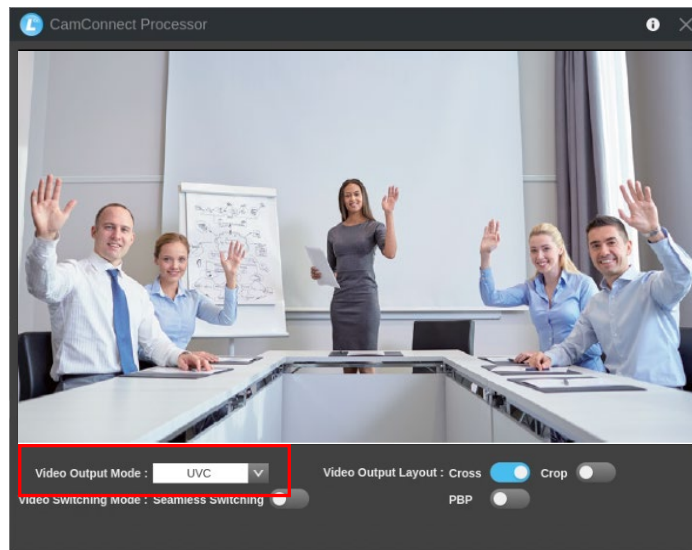 CamConnect Processor
Video Output Mode : UVC
Video Output Layout : Cross Crop
Video Switching Mode : Seamless Switching
PBP